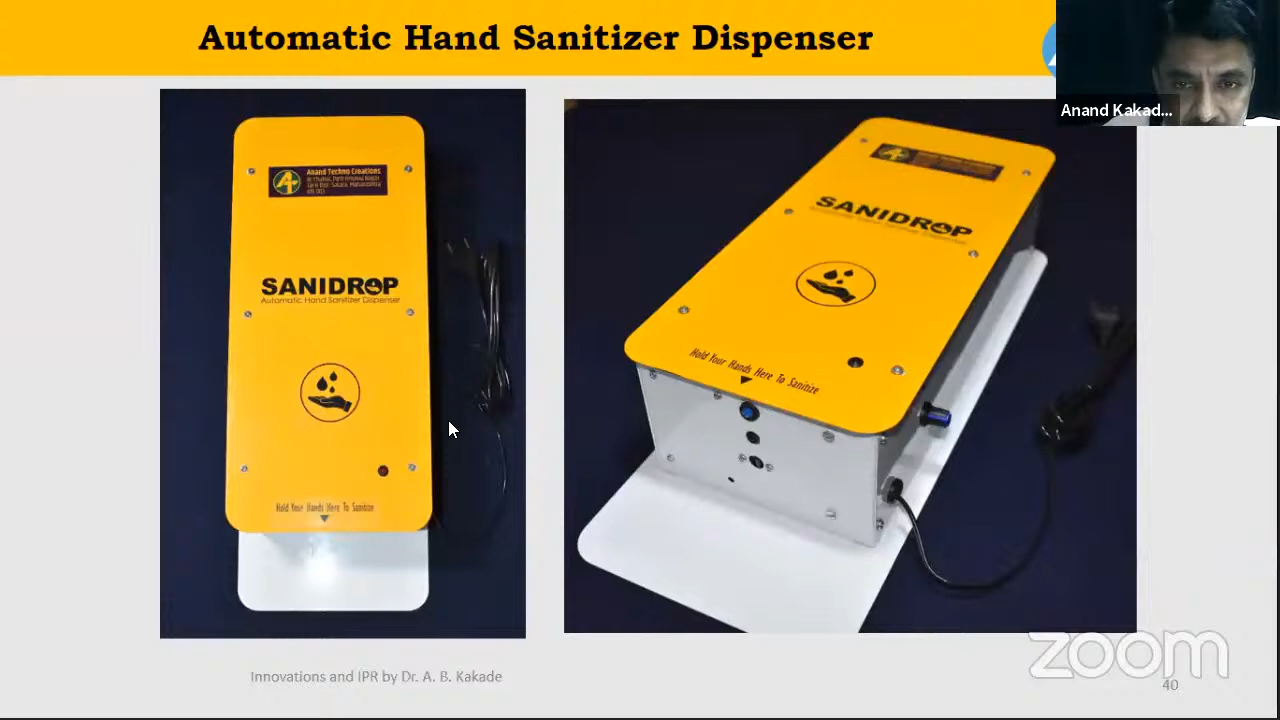 Automatic Hand Sanitizer Dispenser
Anand Kakad...
Anand Techno Creations
SANIDROP
Automatic Hand Sanitizer Dispenser
Hold Your Hands Here To Sanitize
SANIDROP
Hold Your Hands Here To Sanitize
Innovations and IPR by Dr. A. B. Kakade
zoom
40